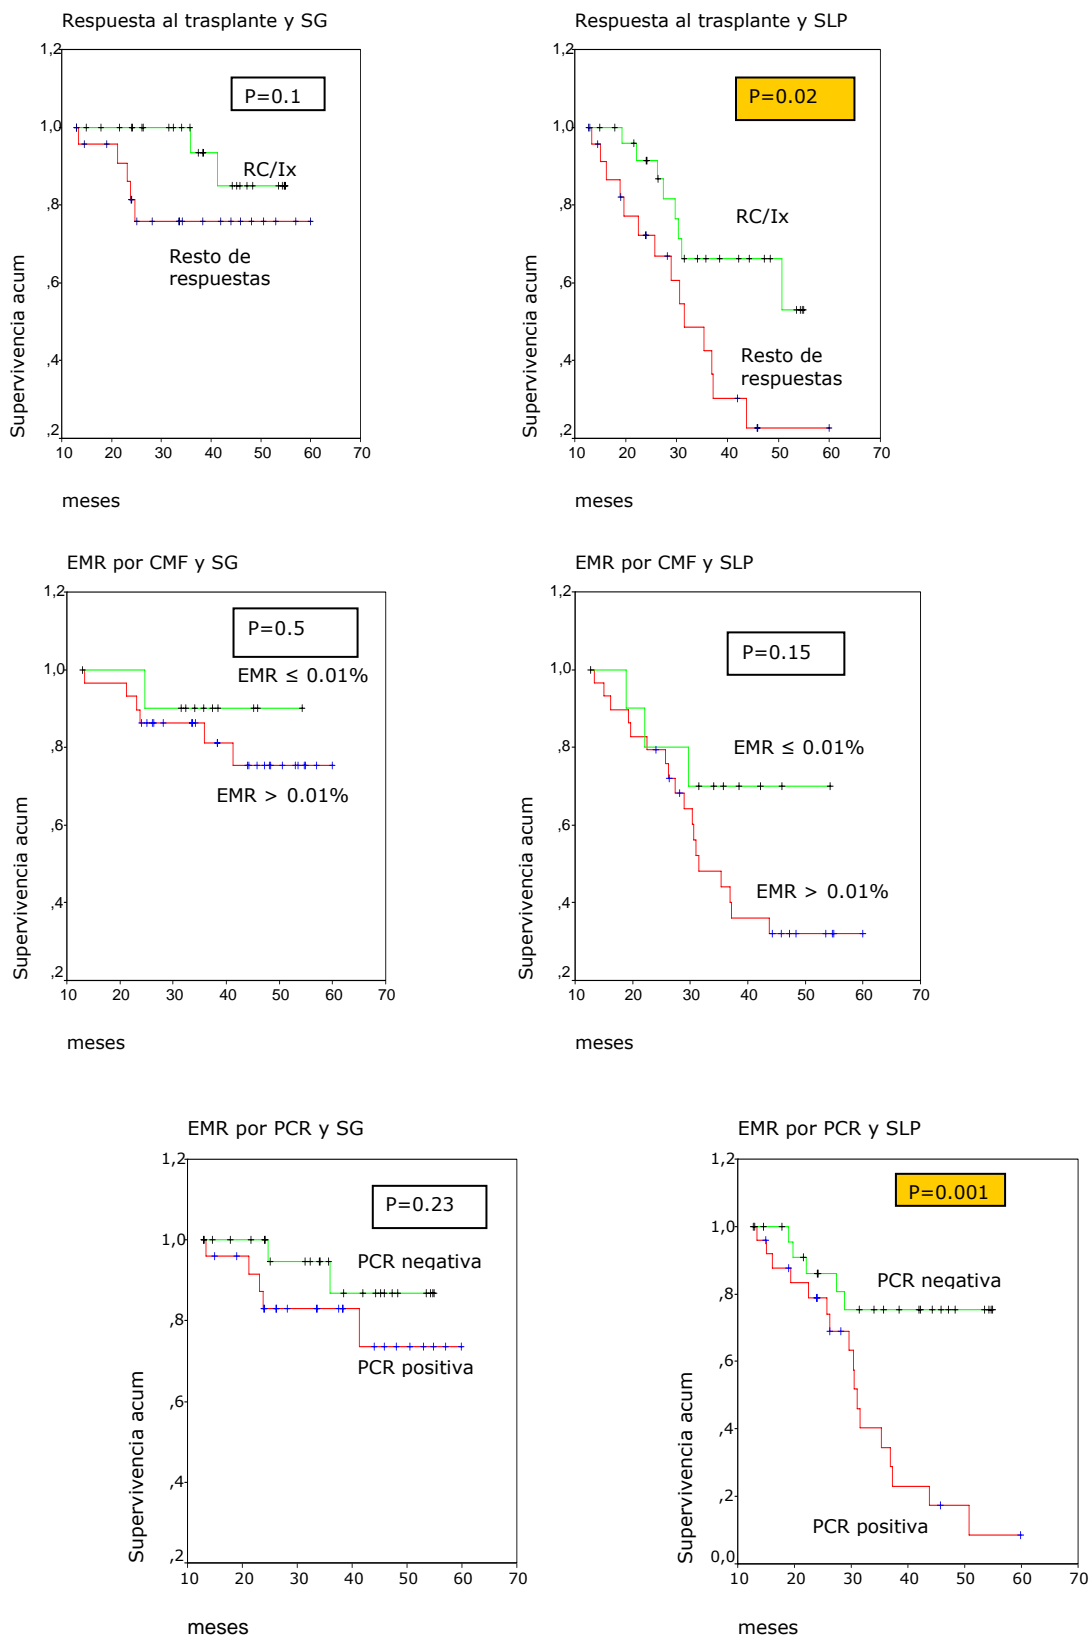 Respuesta al trasplante y SG
1,2
1,0
,8
,6
,4
,2
P=0.1
RC/Ix
Resto de
respuestas
Supervivencia acum
10 20 30 40 50 60 70
meses
Respuesta al trasplante y SLP
1,2
1,0
,8
,6
,4
,2
P=0.02
RC/Ix
Resto de
respuestas
Supervivencia acum
10 20 30 40 50 60 70
meses
EMR por CMF y SG
1,2
1,0
,8
,6
,4
,2
P=0.5
EMR ≤ 0.01%
EMR > 0.01%
Supervivencia acum
10 20 30 40 50 60 70
meses
EMR por CMF y SLP
1,2
1,0
,8
,6
,4
,2
P=0.15
EMR ≤ 0.01%
EMR > 0.01%
Supervivencia acum
10 20 30 40 50 60 70
meses
EMR por PCR y SG
1,2
1,0
,8
,6
,4
,2
P=0.23
PCR negativa
PCR positiva
Supervivencia acum
10 20 30 40 50 60 70
meses
EMR por PCR y SLP
1,2
1,0
,8
,6
,4
,2
0,0
P=0.001
PCR negativa
PCR positiva
Supervivencia acum
10 20 30 40 50 60 70
meses